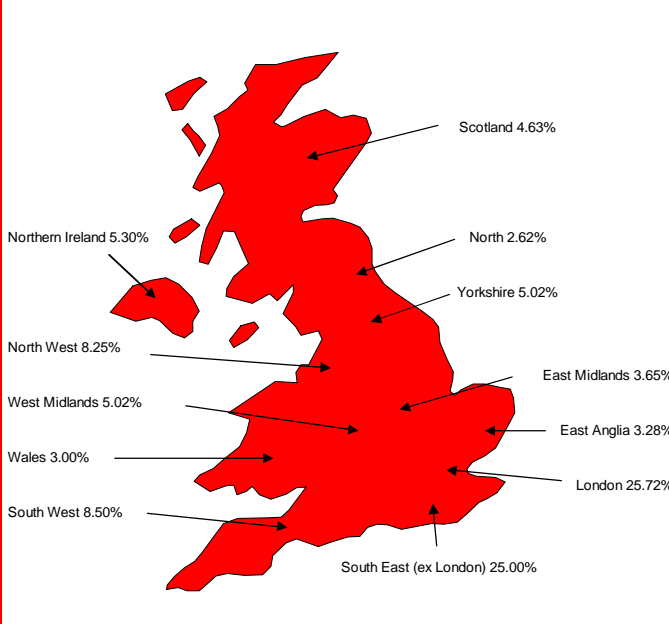 Scotland 4.63%
Northern Ireland 5.30%
North 2.62%
Yorkshire 5.02%
North West 8.25%
East Midlands 3.65%
West Midlands 5.02%
East Anglia 3.28%
Wales 3.00%
London 25.72%
South West 8.50%
South East (ex London) 25.00%